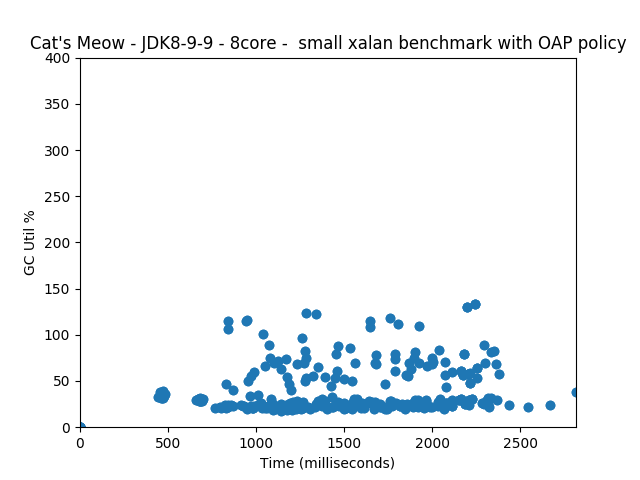 Cat's Meow - JDK8-9-9 - 8core -  small xalan benchmark with OAP policy
400
350
300
250
200
150
100
50
0
GC Util %
0 500 1000 1500 2000 2500
Time (milliseconds)